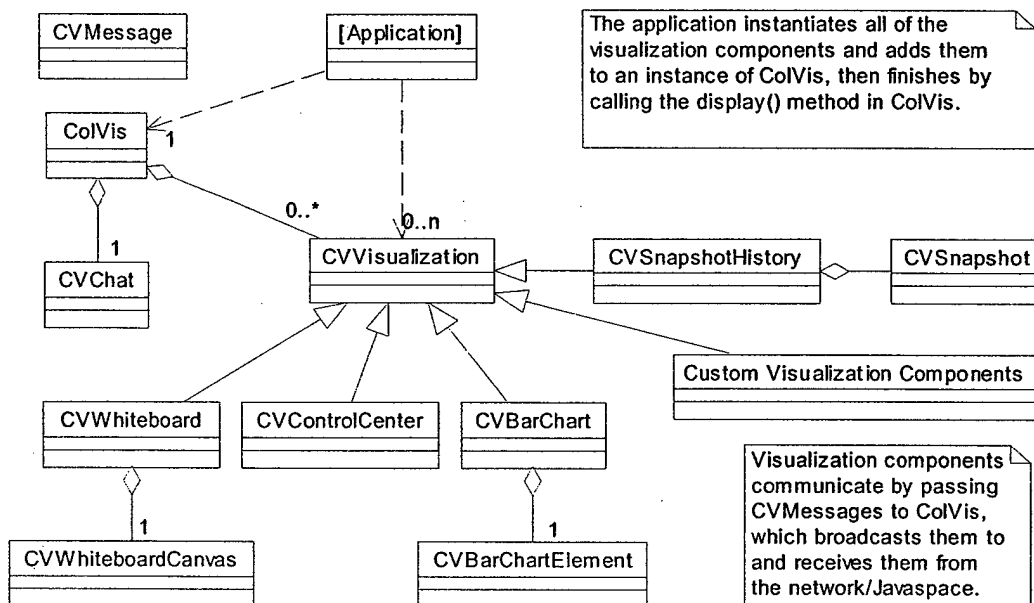 CVMessage
[Application]
The application instantiates all of the
visualization components and adds them
to an instance of ColVis, then finishes by
calling the display() method in ColVis.
ColVis
1
0..*
0..n
1
CVChat
CVVisualization
CVSnapshotHistory
CVSnapshot
Custom Visualization Components
CVWhiteboard
CVControlCenter
CVBarChart
Visualization components
communicate by passing
CVMessages to ColVis,
which broadcasts them to
and receives them from
the network/Javaspace.
1
1
CVWhiteboardCanvas
CVBarChartElement